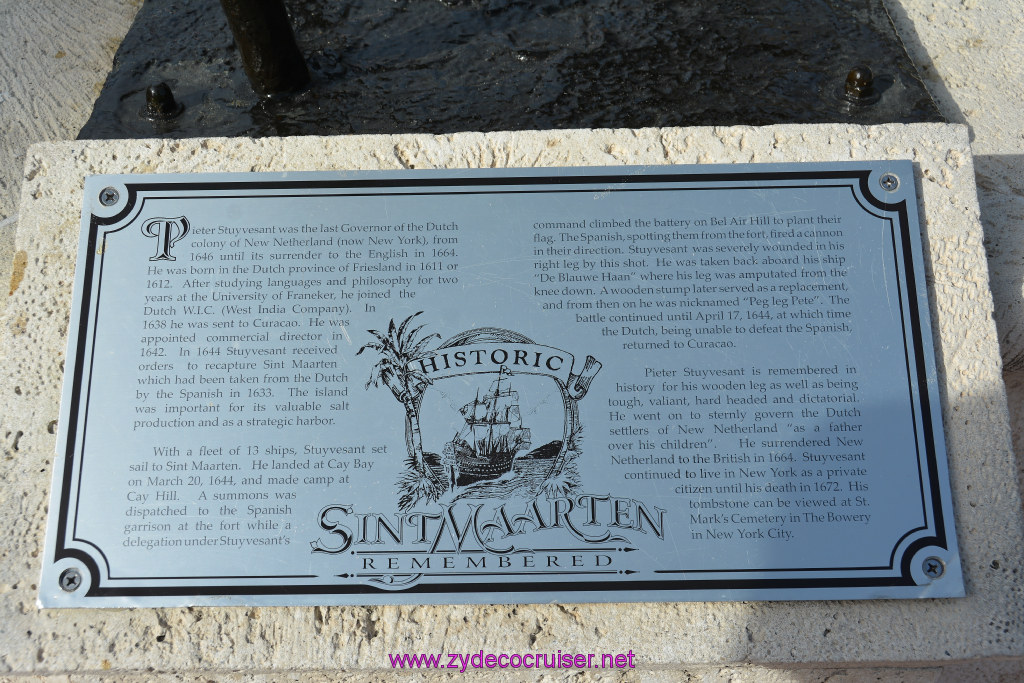 Pieter Stuyvesant was the last Governor of the Dutch
colony of New Netherland (now New York), from
1646 until its surrender to the English in 1664.
He was born in the Dutch province of Friesland in 1611 or
1612. After studying languages and philosophy for two
years at the University of Franeker, he joined the
Dutch W.I.C. (West India Company). In
1638 he was sent to Curacao. He was
appointed commercial director in
1642. In 1644 Stuyvesant received
orders to recapture Sint Maarten
which had been taken from the Dutch
by the Spanish in 1633. The island
was important for its valuable salt
production and as a strategic harbor.
With a fleet of 13 ships, Stuyvesant set
sail to Sint Maarten. He landed at Cay Bay
on March 20, 1644, and made camp at
Cay Hill. A summons was
dispatched to the Spanish
garrison at the fort while a
delegation under Stuyvesant's
command climbed the battery on Bel Air Hill to plant their
flag. The Spanish, spotting them from the fort, fired a cannon
in their direction. Stuyvesant was severely wounded in his
right leg by this shot. He was taken back aboard his ship
"De Blauwe Haan" where his leg was amputated from the
knee down. A wooden stump later served as a replacement,
and from then on he was nicknamed "Peg leg Pete". The
battle continued until April 17, 1644, at which time
the Dutch, being unable to defeat the Spanish,
returned to Curacao.
Pieter Stuyvesant is remembered in
history for his wooden leg as well as being
tough, valiant, hard headed and dictatorial.
He went on to sternly govern the Dutch
settlers of New Netherland "as a father
over his children". He surrendered New
Netherland to the British in 1664. Stuyvesant
continued to live in New York as a private
citizen until his death in 1672. His
tombstone can be viewed at St.
Mark's Cemetery in The Bowery
in New York City.
HISTORIC
SINT MAARTEN
REMEMBERED
www.zydecocruiser.net